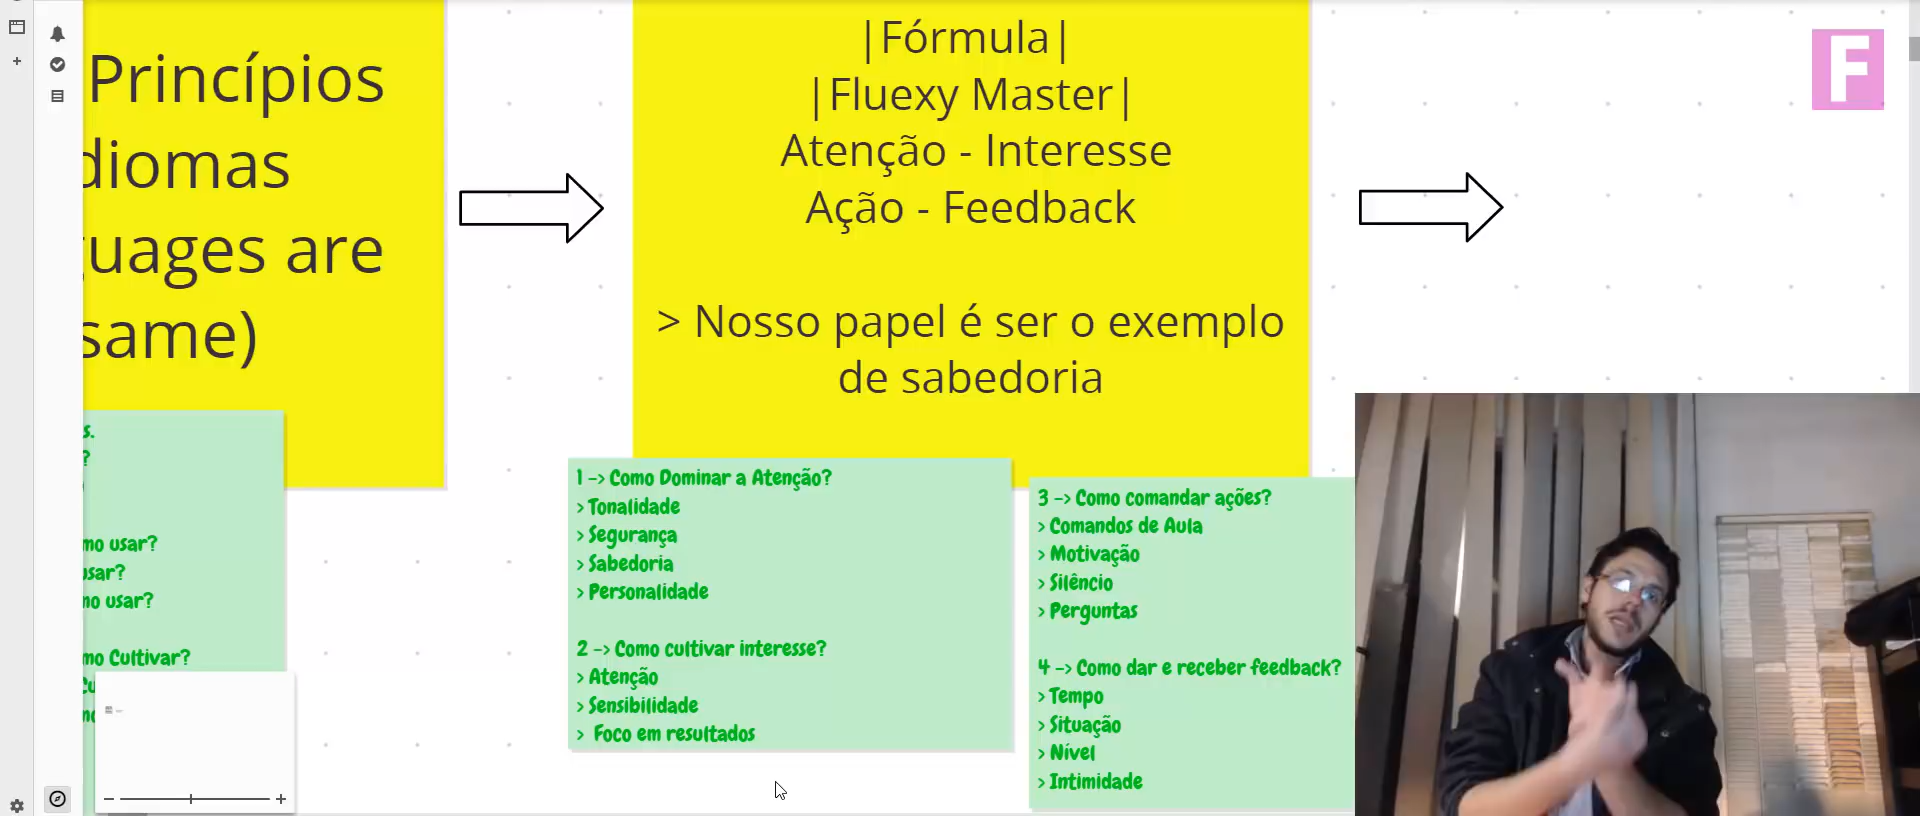 Princípios
diomas
guages are
same)
|Fórmula|
|Fluexy Master|
Atenção - Interesse
Ação - Feedback
> Nosso papel é ser o exemplo
de sabedoria
F
s.
?
mo usar?
usar?
no usar?
mo Cultivar?
Cu
1 -> Como Dominar a Atenção?
> Tonalidade
> Segurança
> Sabedoria
> Personalidade
2 -> Como cultivar interesse?
> Atenção
> Sensibilidade
> Foco em resultados
3 -> Como comandar ações?
> Comandos de Aula
> Motivação
> Silêncio
> Perguntas
4 -> Como dar e receber feedback?
> Tempo
> Situação
> Nível
> Intimidade